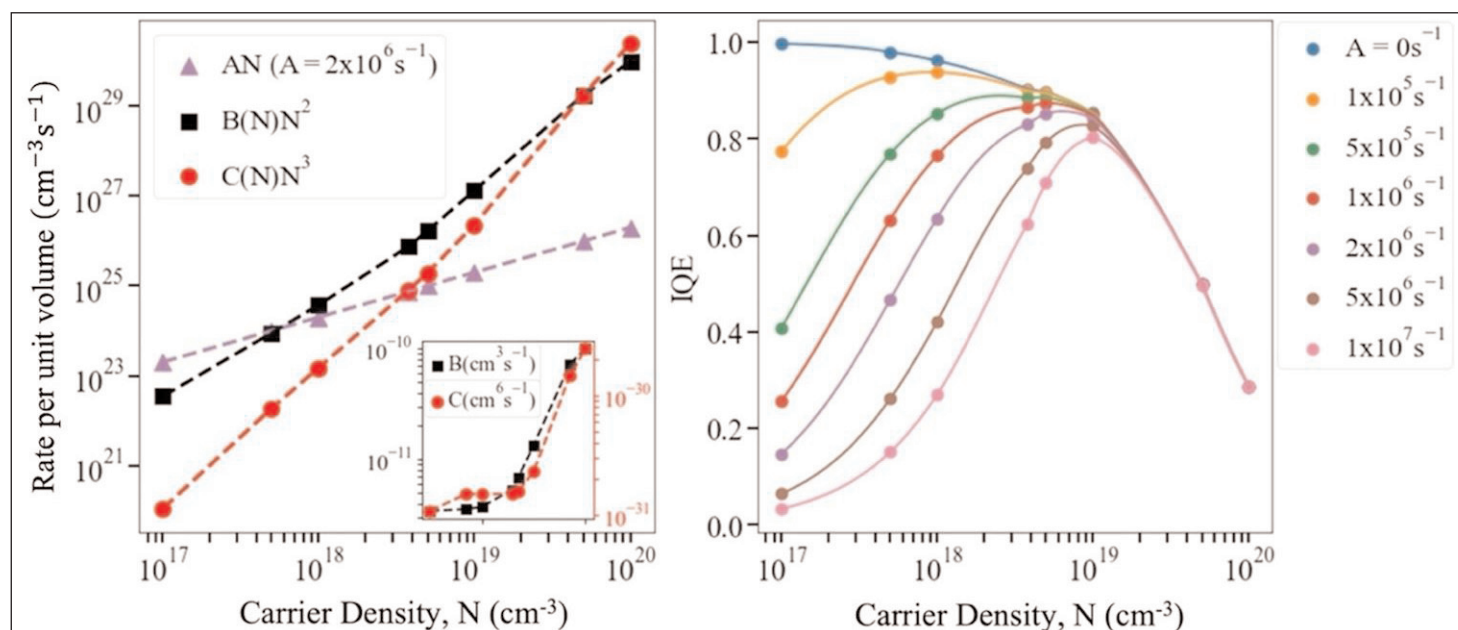 Rate per unit volume (cm⁻³s⁻¹)
10²⁹
10²⁷
10²⁵
10²³
10²¹
AN (A = 2x10⁶s⁻¹)
B(N)N²
C(N)N³
10⁻¹⁰
10⁻¹¹
B(cm³s⁻¹)
C(cm⁶s⁻¹)
10⁻³⁰
10⁻³¹
10¹⁷ 10¹⁸ 10¹⁹ 10²⁰
Carrier Density, N (cm⁻³)
IQE
1.0
0.8
0.6
0.4
0.2
0.0
10¹⁷ 10¹⁸ 10¹⁹ 10²⁰
Carrier Density, N (cm⁻³)
A = 0s⁻¹
1x10⁵s⁻¹
5x10⁵s⁻¹
1x10⁶s⁻¹
2x10⁶s⁻¹
5x10⁶s⁻¹
1x10⁷s⁻¹